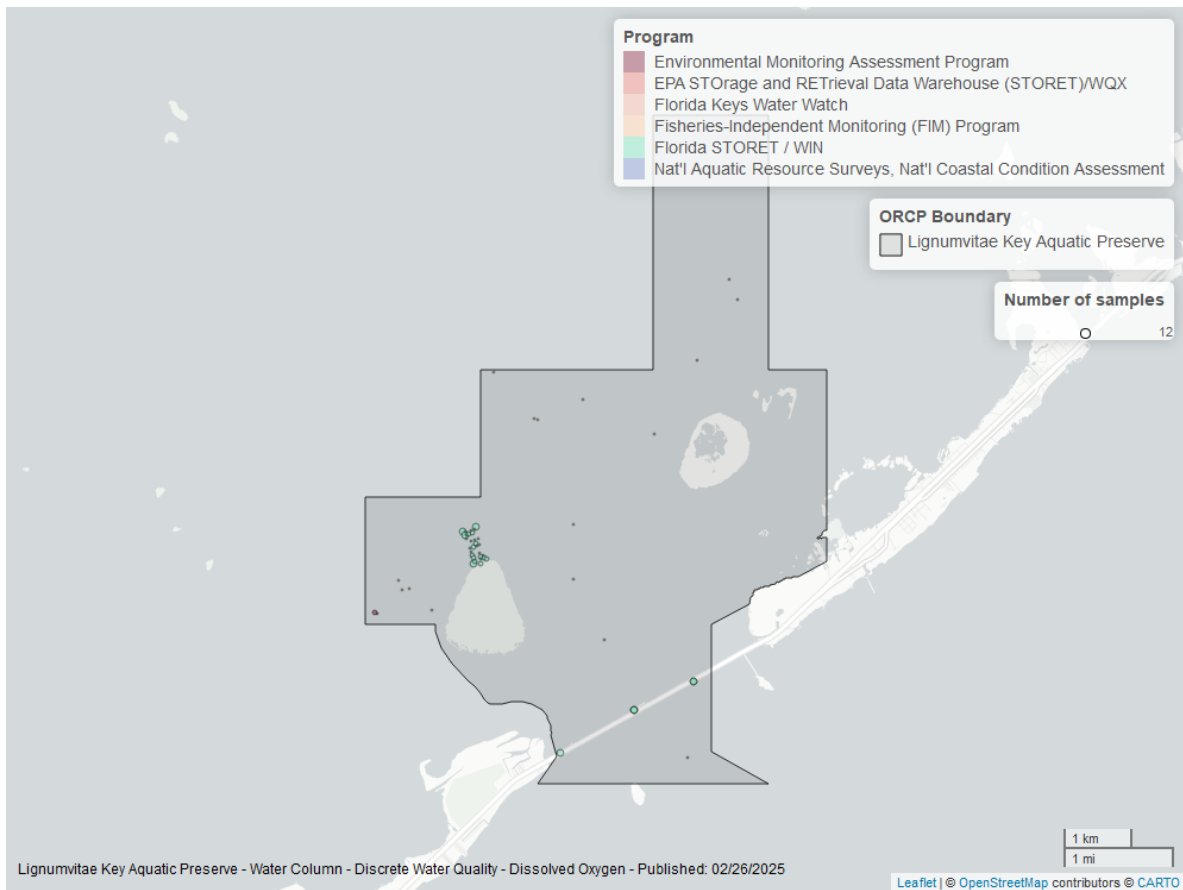 Program
Environmental Monitoring Assessment Program
EPA STOrage and RETrieval Data Warehouse (STORET)/WQX
Florida Keys Water Watch
Fisheries-Independent Monitoring (FIM) Program
Florida STORET / WIN
Nat'l Aquatic Resource Surveys, Nat'l Coastal Condition Assessment
ORCP Boundary
Lignumvitae Key Aquatic Preserve
Number of samples
12
1 km
1 mi
Lignumvitae Key Aquatic Preserve - Water Column - Discrete Water Quality - Dissolved Oxygen - Published: 02/26/2025
Leaflet | © OpenStreetMap contributors © CARTO